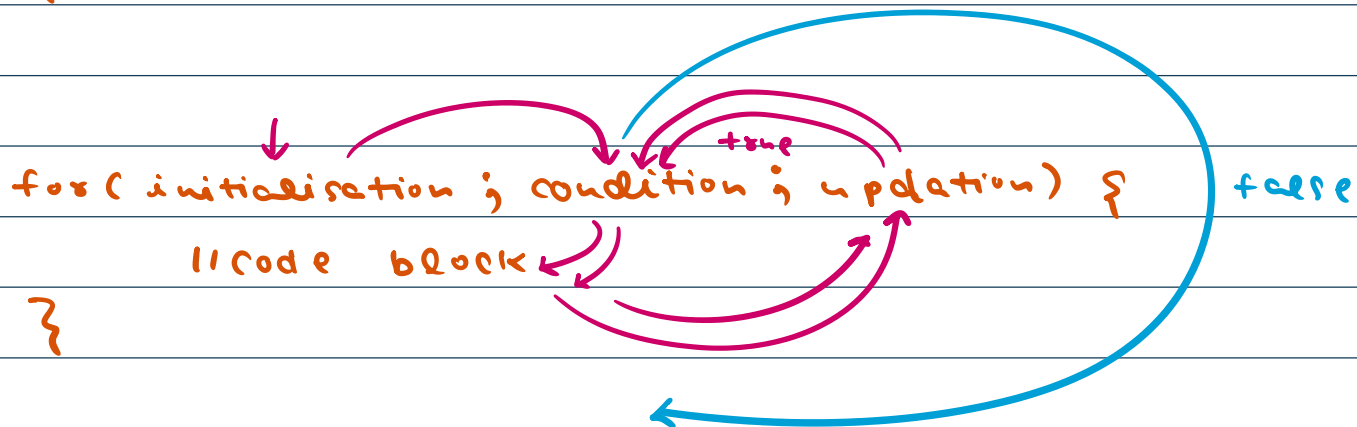 true
for( initialisation ; condition ; updation) { false
//code block
}